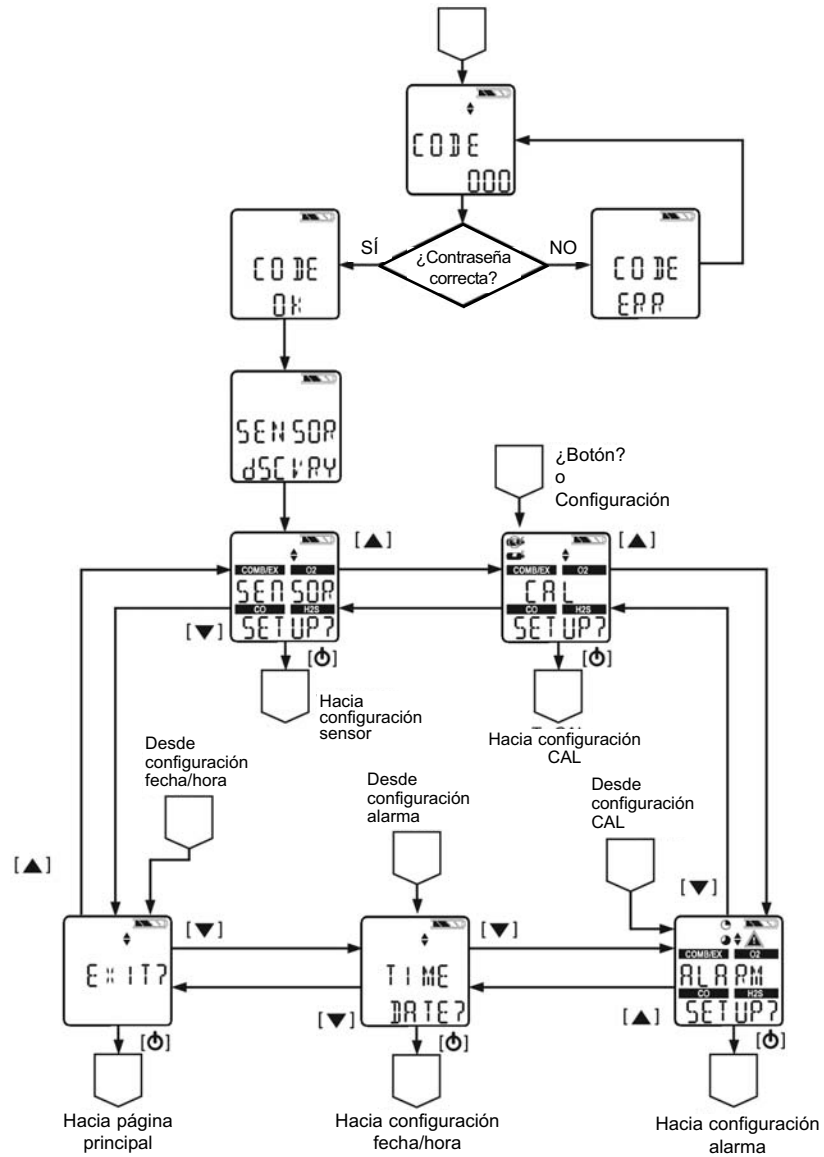 CODE
000
¿Contraseña
correcta?
SÍ
NO
CODE
OK
CODE
ERR
SENSOR
dSCVRY
¿Botón?
o
Configuración
COMB/EX O2
SENSOR
CO H2S
SETUP?
[▲]
[▼]
[⏻]
COMB/EX O2
CAL
CO H2S
SETUP?
[▲]
[⏻]
Hacia
configuración
sensor
Hacia configuración
CAL
Desde
configuración
fecha/hora
Desde
configuración
alarma
Desde
configuración
CAL
[▲]
[▼]
EXIT?
[▼]
[⏻]
TIME
DATE?
[▼]
[▼]
[⏻]
COMB/EX O2
ALARM
CO H2S
SETUP?
[▲]
[⏻]
Hacia página
principal
Hacia configuración
fecha/hora
Hacia configuración
alarma